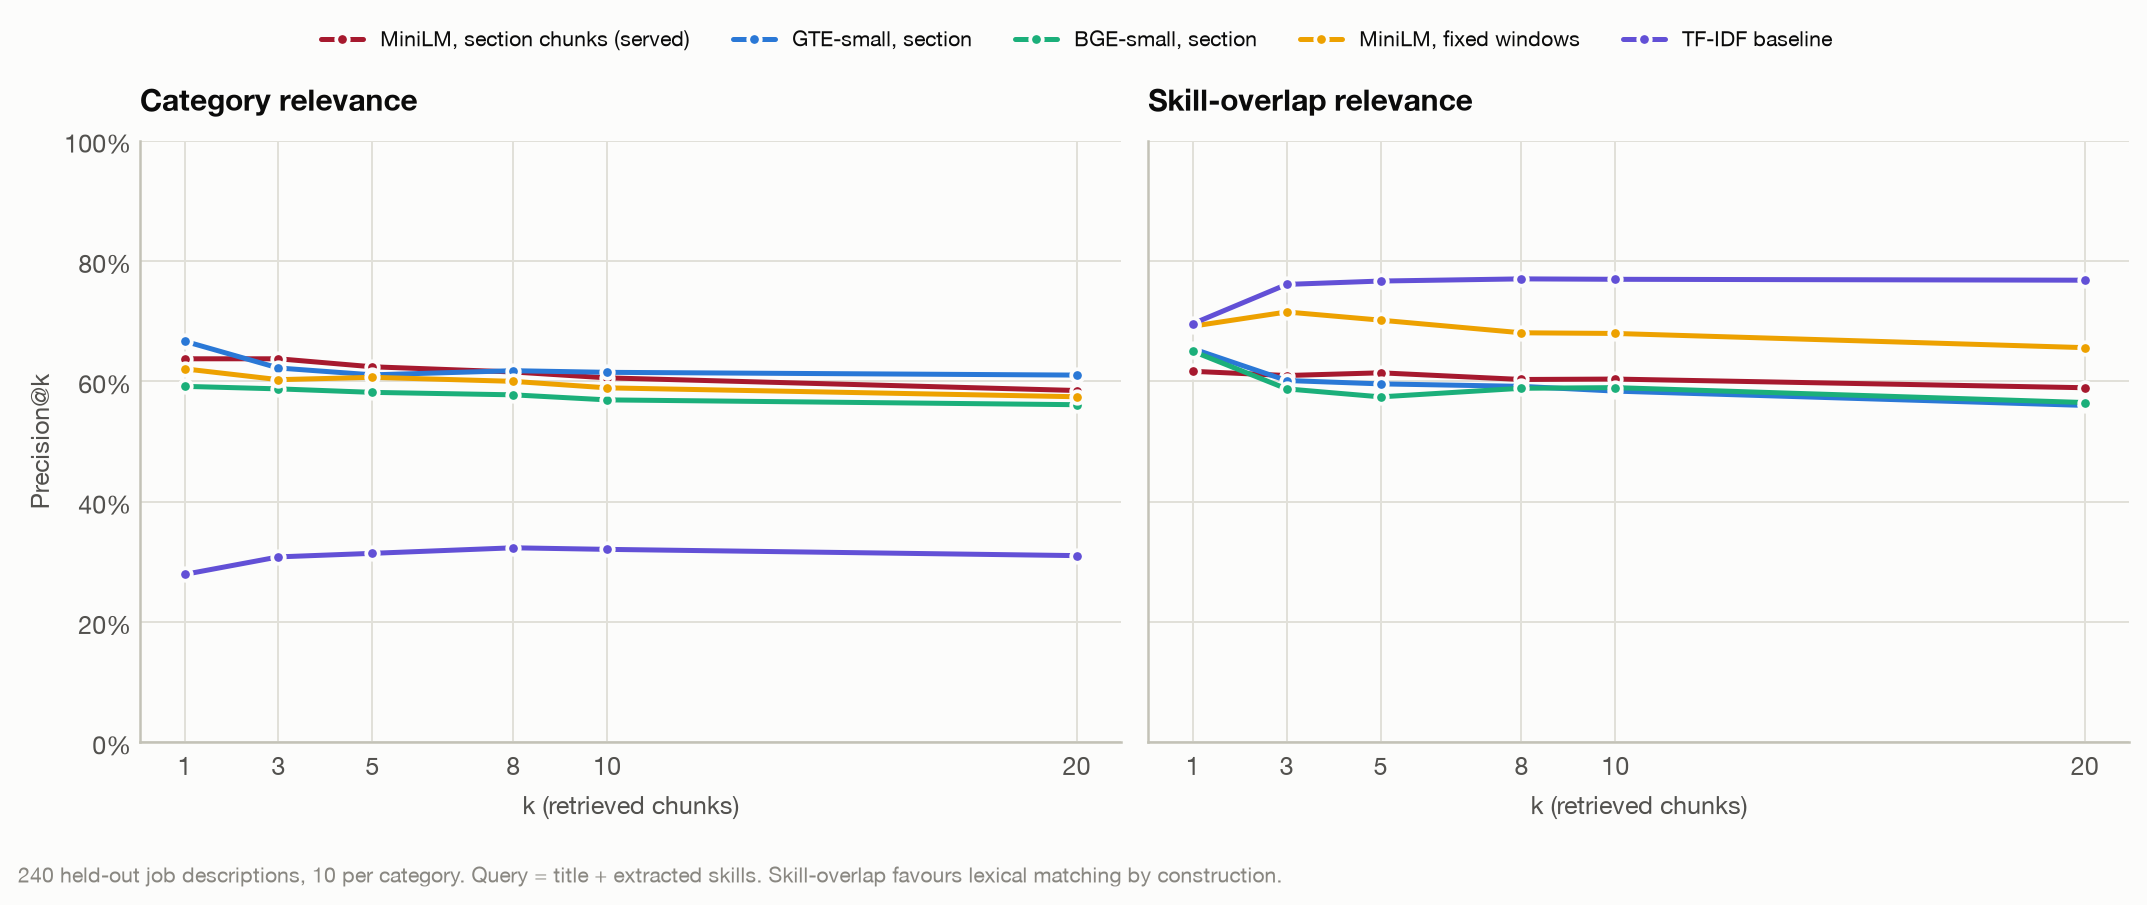 MiniLM, section chunks (served) GTE-small, section BGE-small, section MiniLM, fixed windows TF-IDF baseline
Category relevance
Skill-overlap relevance
Precision@k
100%
80%
60%
40%
20%
0%
1 3 5 8 10 20
k (retrieved chunks)
1 3 5 8 10 20
k (retrieved chunks)
240 held-out job descriptions, 10 per category. Query = title + extracted skills. Skill-overlap favours lexical matching by construction.